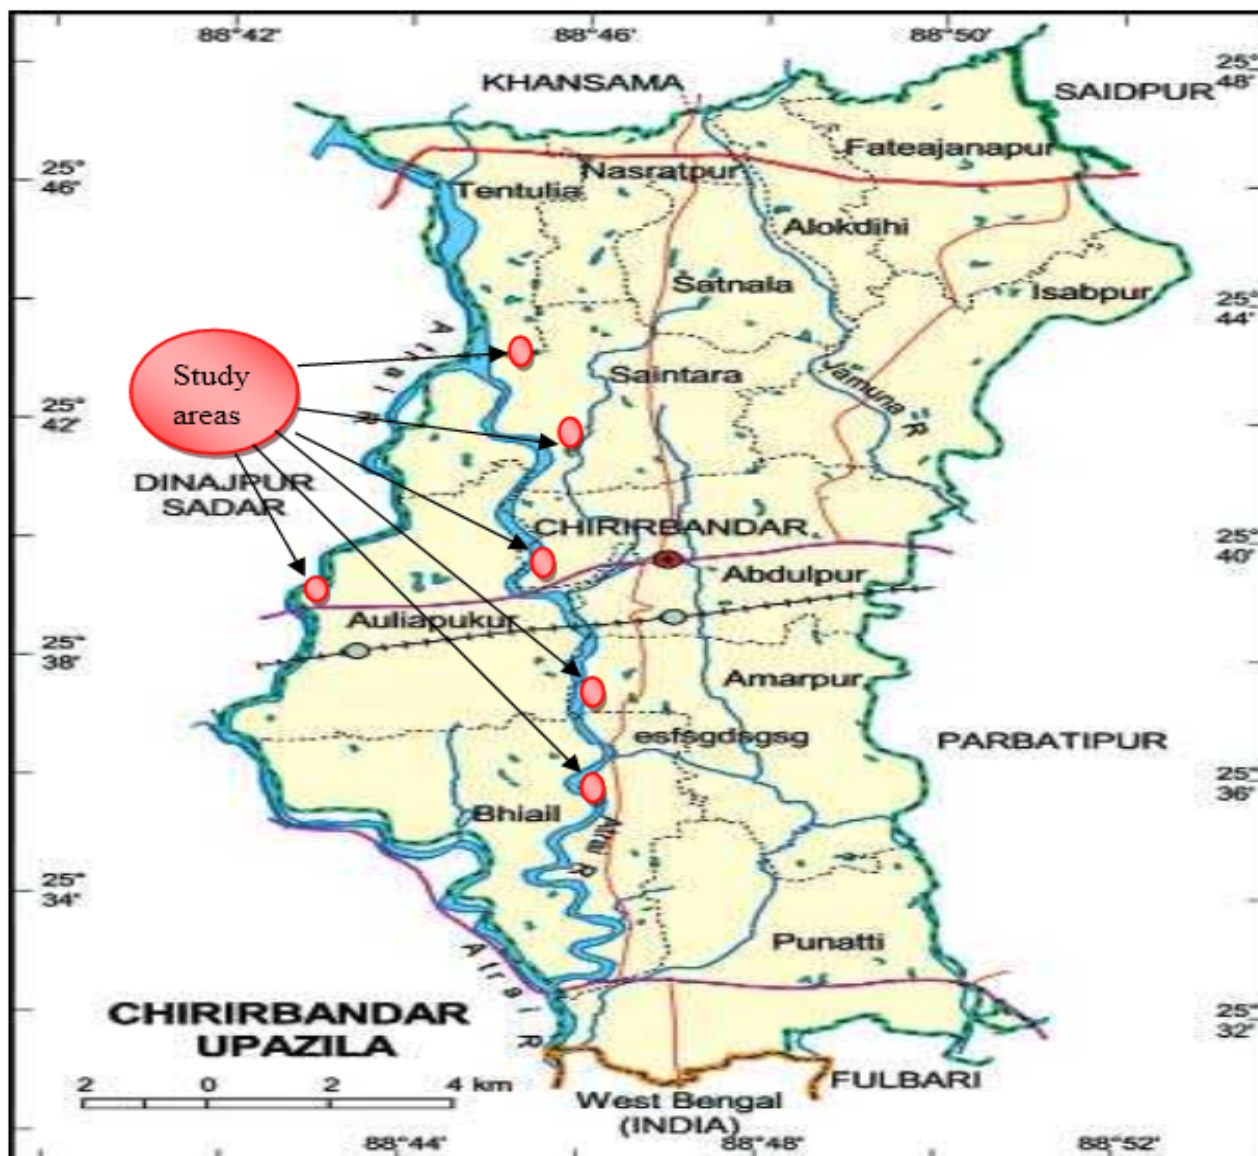 88°42' 88°46' 88°50'
KHANSAMA
25°
48'
SAIDPUR
Fateajanapur
25°
46'
Nasratpur
Tentulia
Alokdihi
Satnala
Isabpur
25°
44'
Athai R
Study
areas
Saintara
Jamuna R
25°
42'
DINAJPUR
SADAR
CHIRIRBANDAR
25°
40'
Abdulpur
Auliapukur
25°
38'
Amarpur
esfsgdsgsg
PARBATIPUR
25°
36'
Bhiail
Atrai R
25°
34'
Punatti
Atrai R
CHIRIRBANDAR
UPAZILA
25°
32'
2 0 2 4 km
FULBARI
West Bengal
(INDIA)
88°44' 88°48' 88°52'